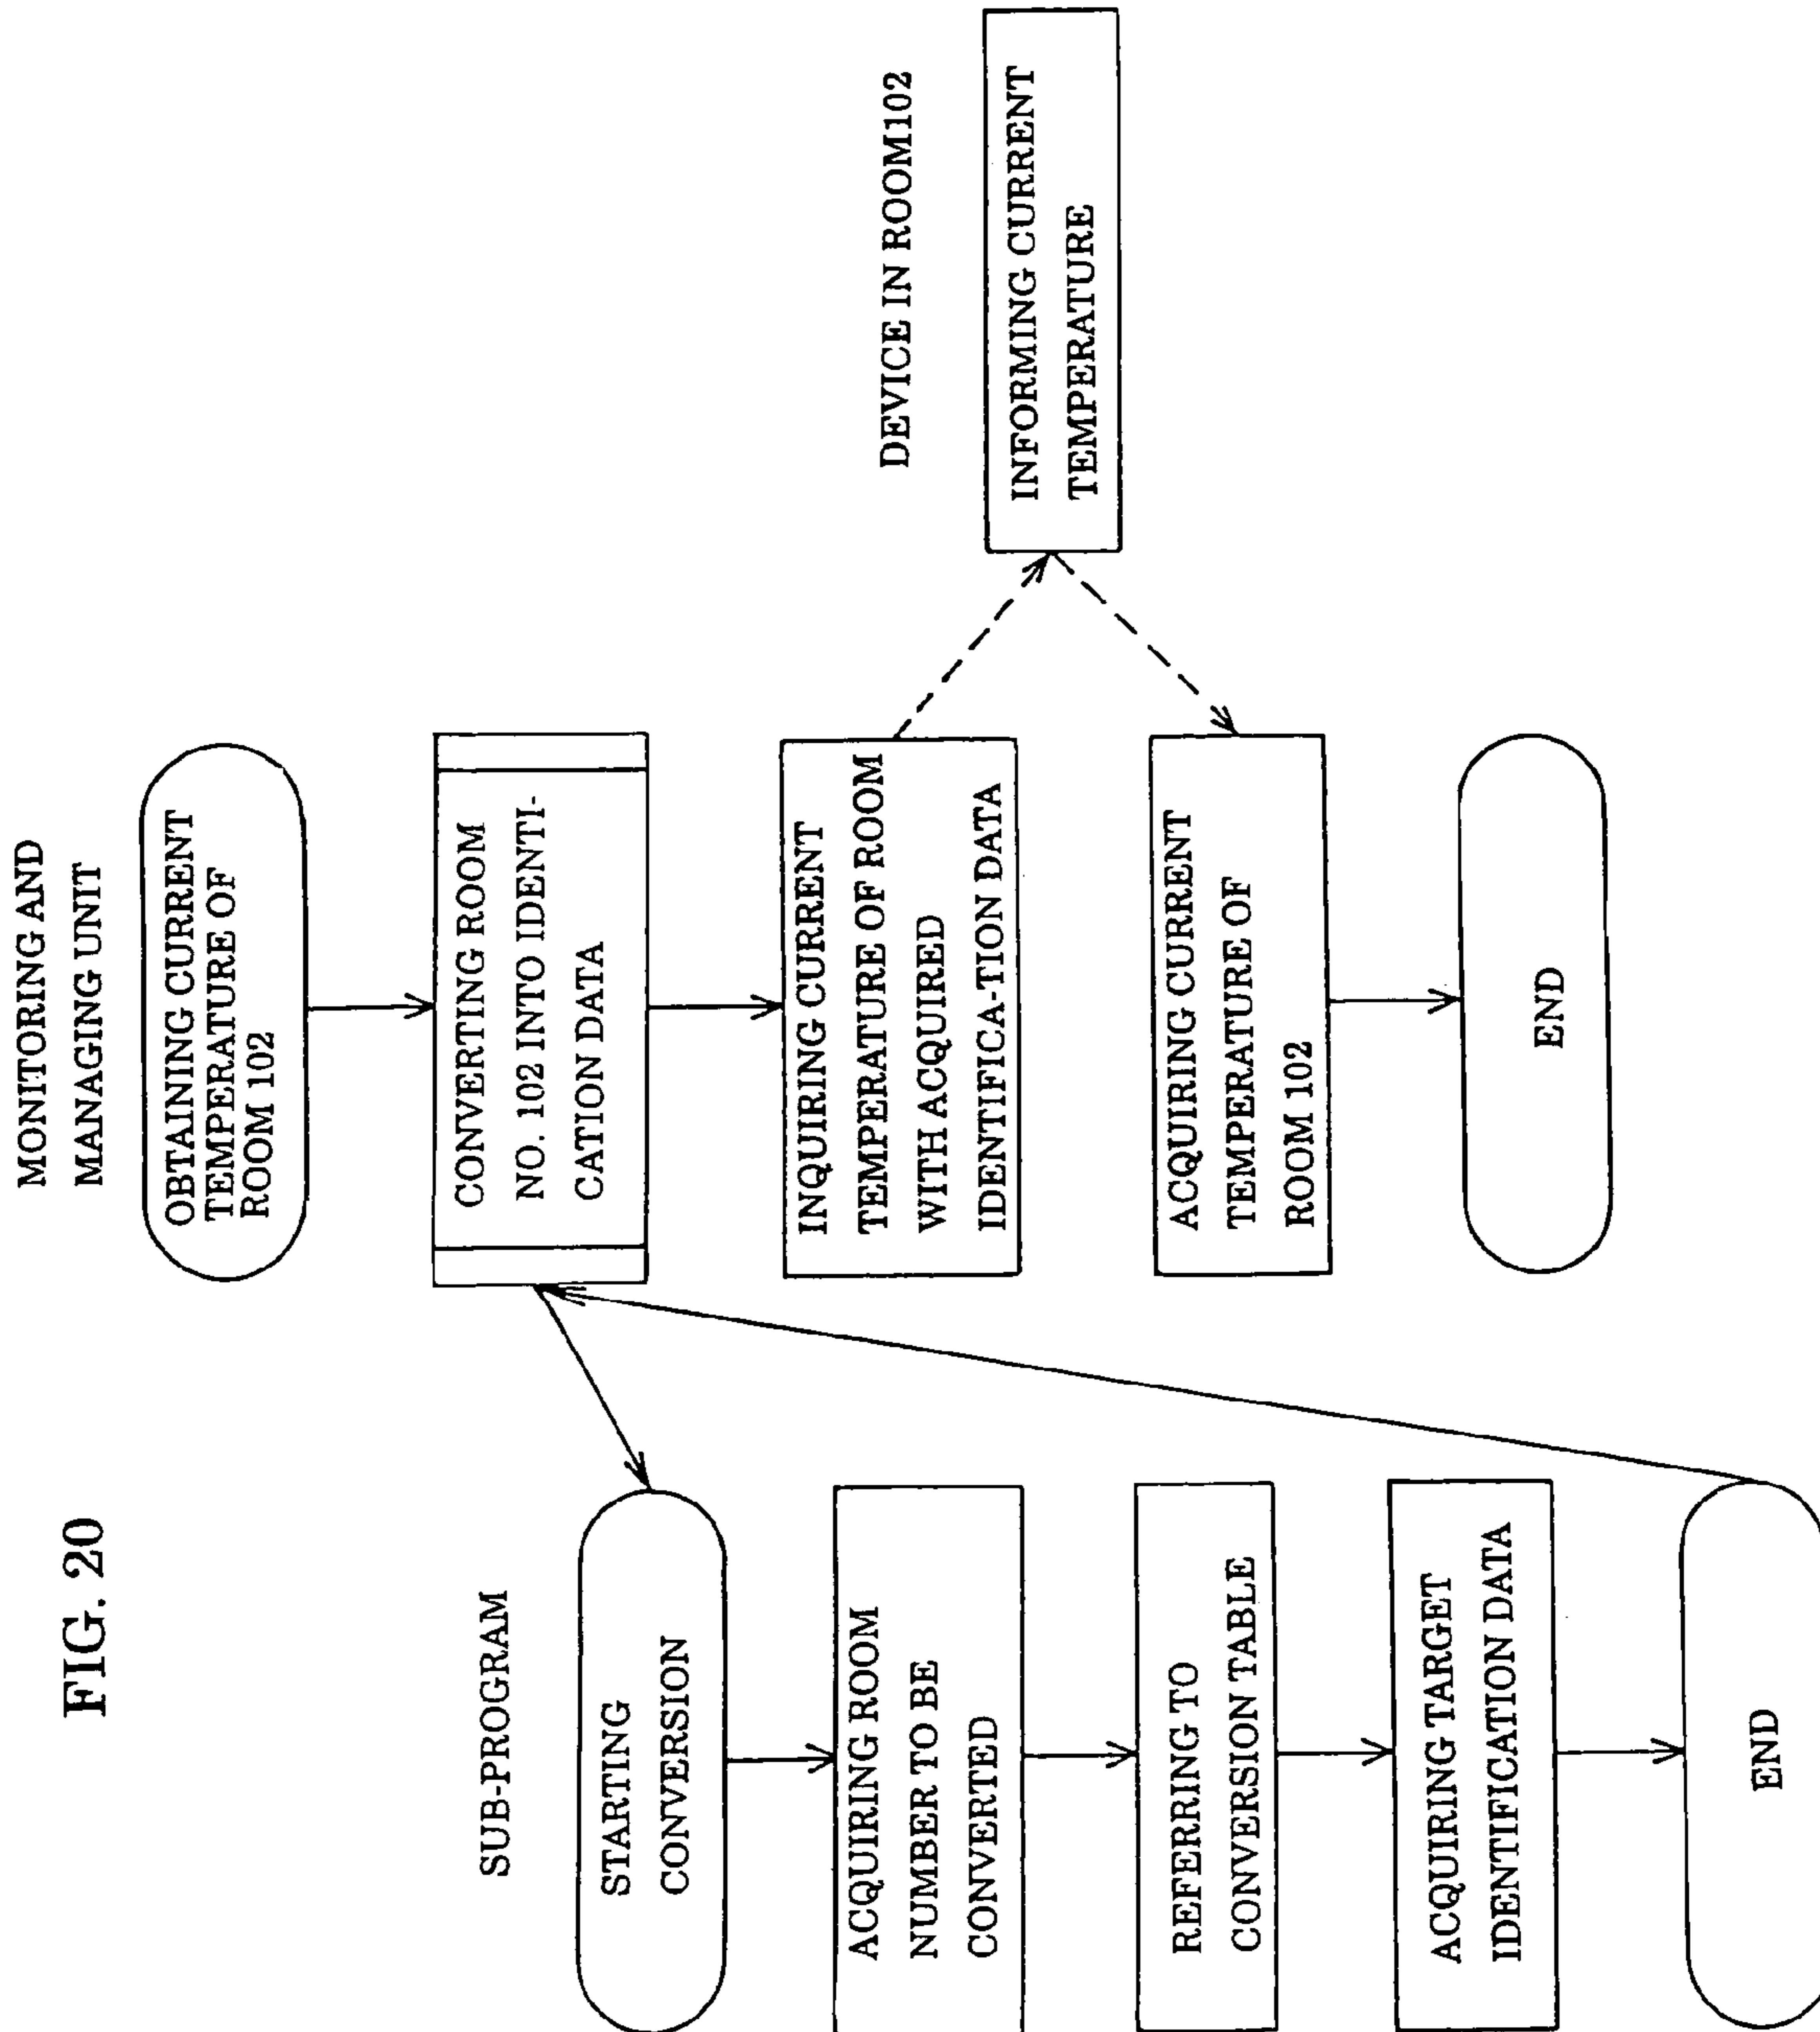 FIG. 20
SUB-PROGRAM
STARTING
CONVERSION
ACQUIRING ROOM
NUMBER TO BE
CONVERTED
REFERRING TO
CONVERSION TABLE
ACQUIRING TARGET
IDENTIFICATION DATA
END
MONITORING AND
MANAGING UNIT
OBTAINING CURRENT
TEMPERATURE OF
ROOM 102
CONVERTING ROOM
NO. 102 INTO IDENTI-
CATION DATA
INQUIRING CURRENT
TEMPERATURE OF ROOM
WITH ACQUIRED
IDENTIFICA-TION DATA
ACQUIRING CURRENT
TEMPERATURE OF
ROOM 102
END
DEVICE IN ROOM102
INFORMING CURRENT
TEMPERATURE